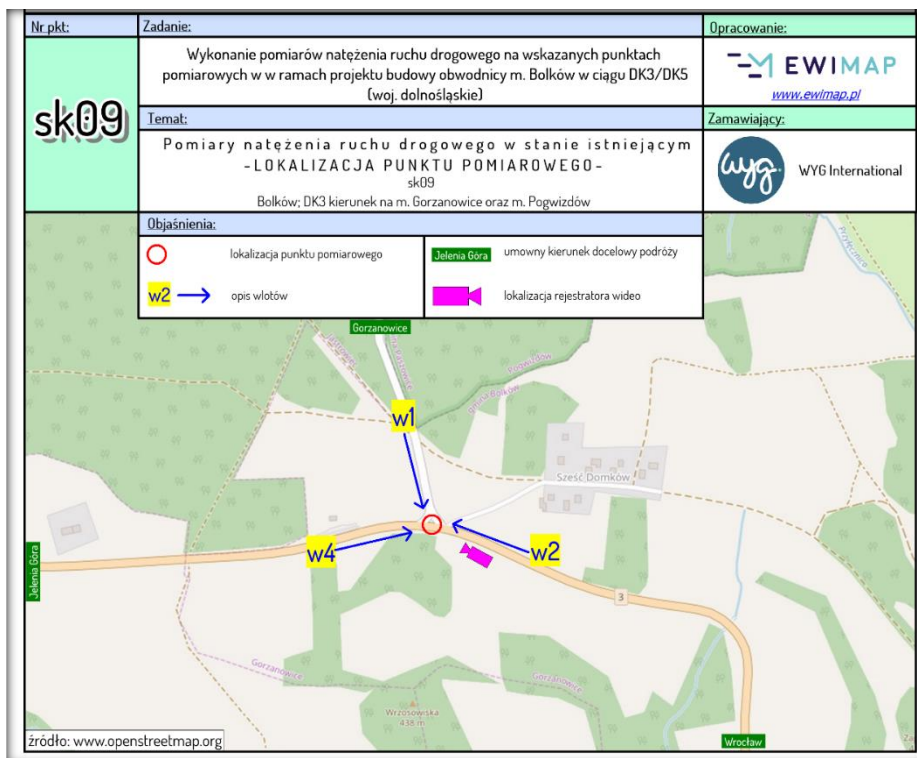 Nr pkt:
Zadanie:
Opracowanie:
sk09
Wykonanie pomiarów natężenia ruchu drogowego na wskazanych punktach
pomiarowych w w ramach projektu budowy obwodnicy m. Bolków w ciągu DK3/DK5
(woj. dolnośląskie)
EWIMAP
www.ewimap.pl
Temat:
Zamawiający:
Pomiary natężenia ruchu drogowego w stanie istniejącym
-LOKALIZACJA PUNKTU POMIAROWEGO-
sk09
Bolków; DK3 kierunek na m. Gorzanowice oraz m. Pogwizdów
wyg.
WYG International
Objaśnienia:
lokalizacja punktu pomiarowego
Jelenia Góra
umowny kierunek docelowy podróży
w2
opis wlotów
lokalizacja rejestratora wideo
Gorzanowice
Pogwizdów
gmina Bolków
w1
Sześć Domków
w4
w2
Jelenia Góra
3
Gorzanowice
Gorzanowice
Wrzosowiska
438 m
źródło: www.openstreetmap.org
Wrocław